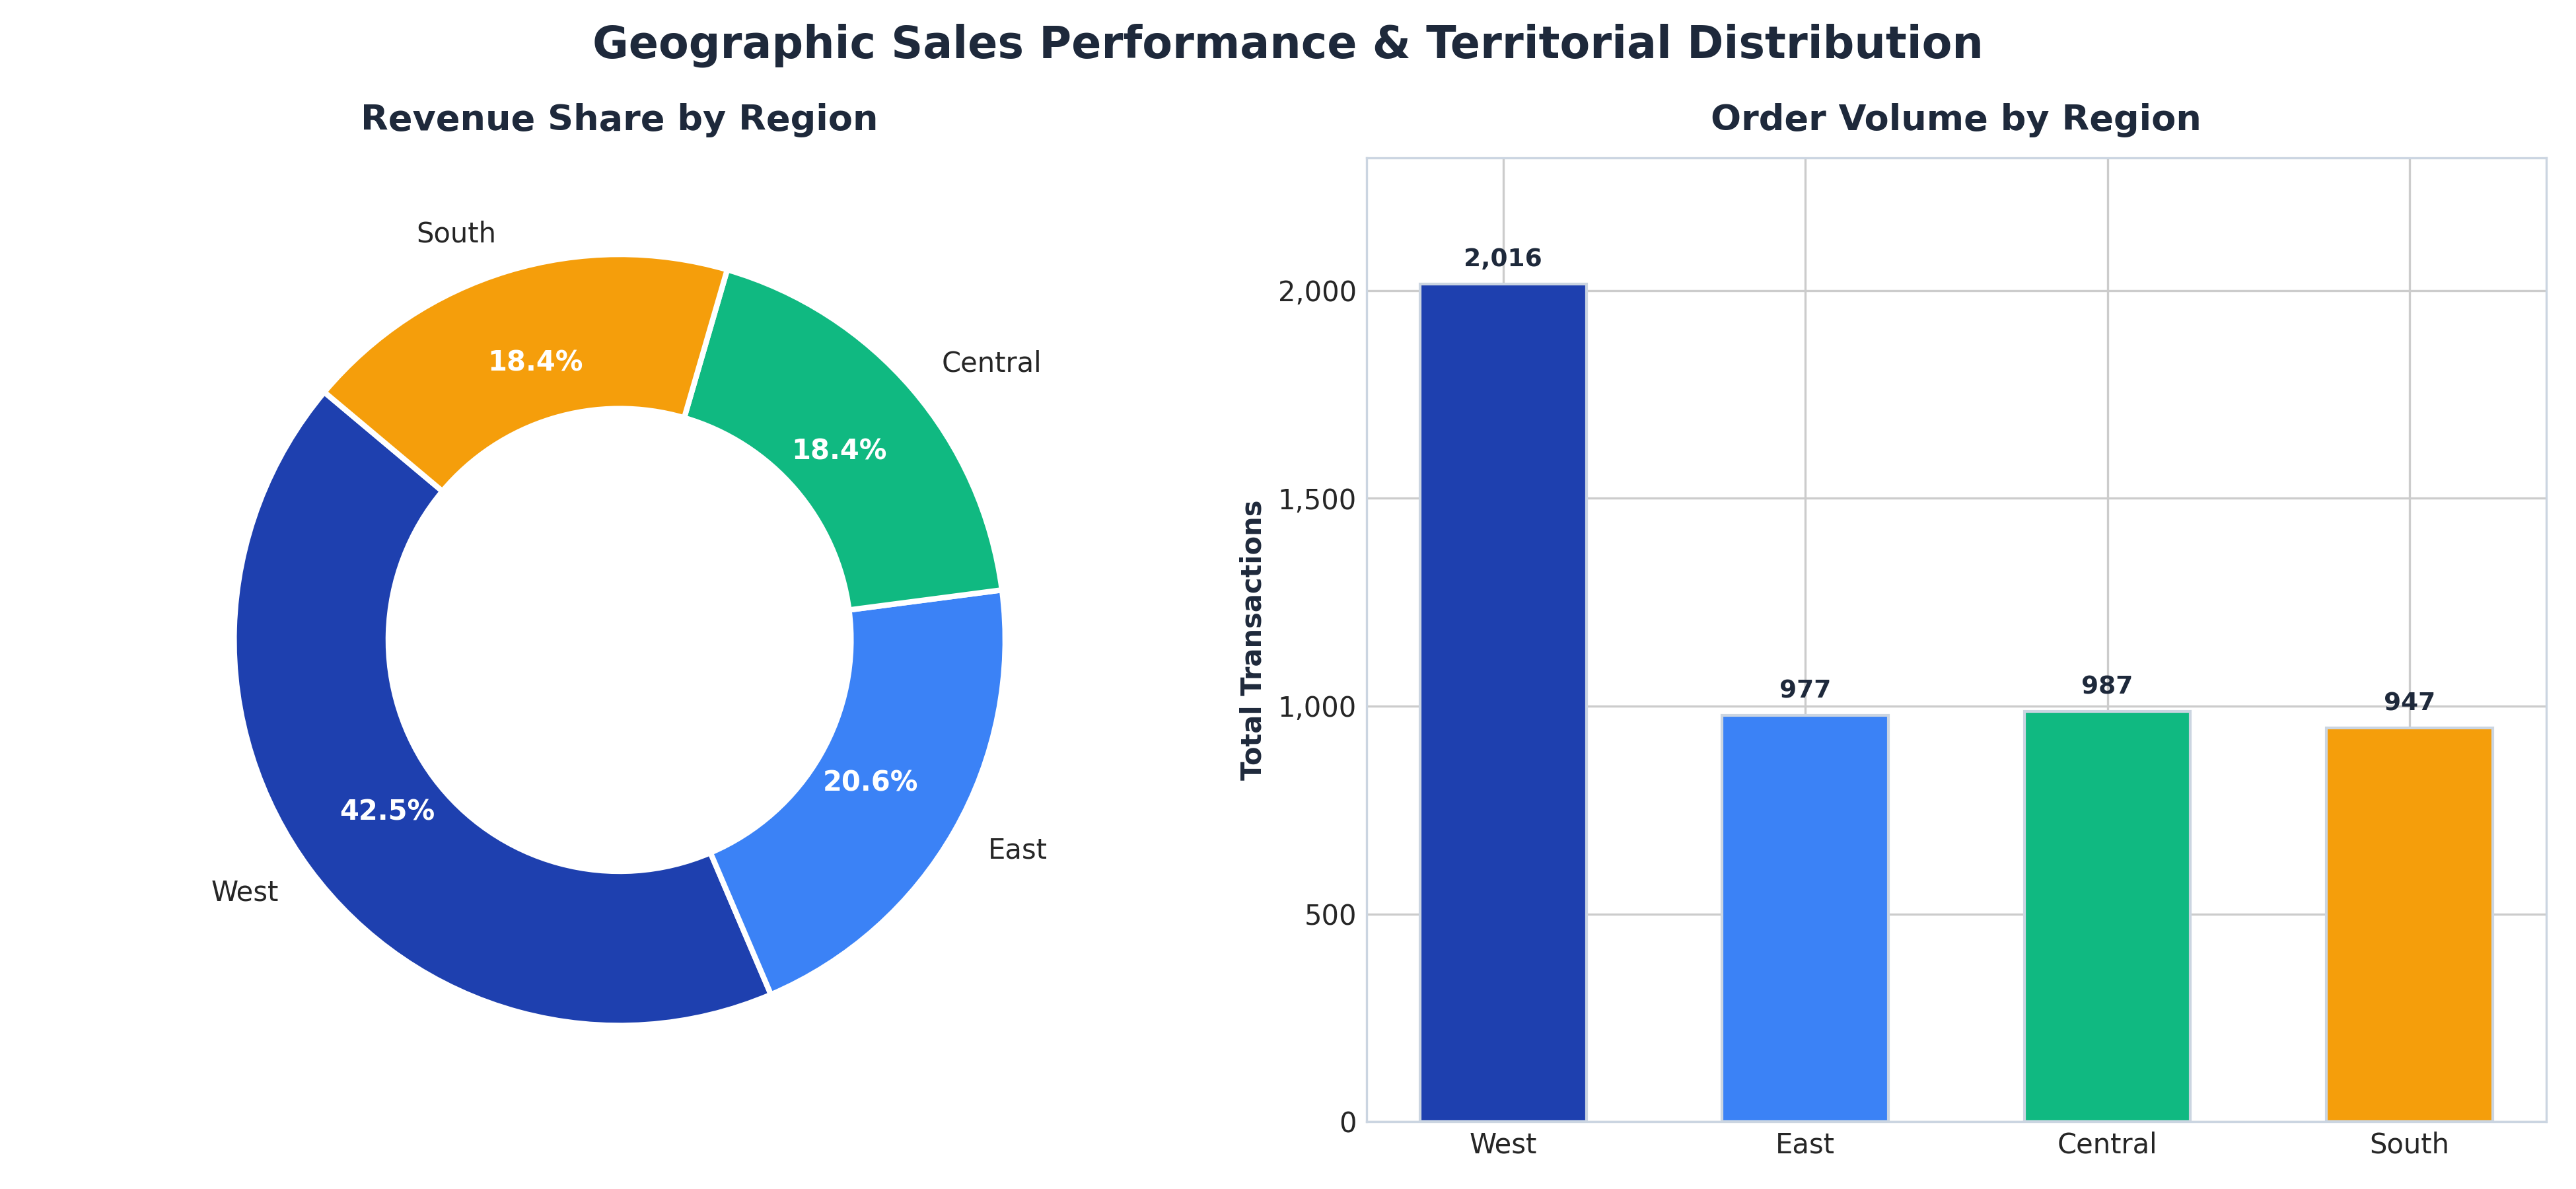 Geographic Sales Performance & Territorial Distribution
Revenue Share by Region
South
Central
18.4%
18.4%
42.5%
20.6%
West
East
Order Volume by Region
Total Transactions
2,000
1,500
1,000
500
0
2,016
977
987
947
West
East
Central
South